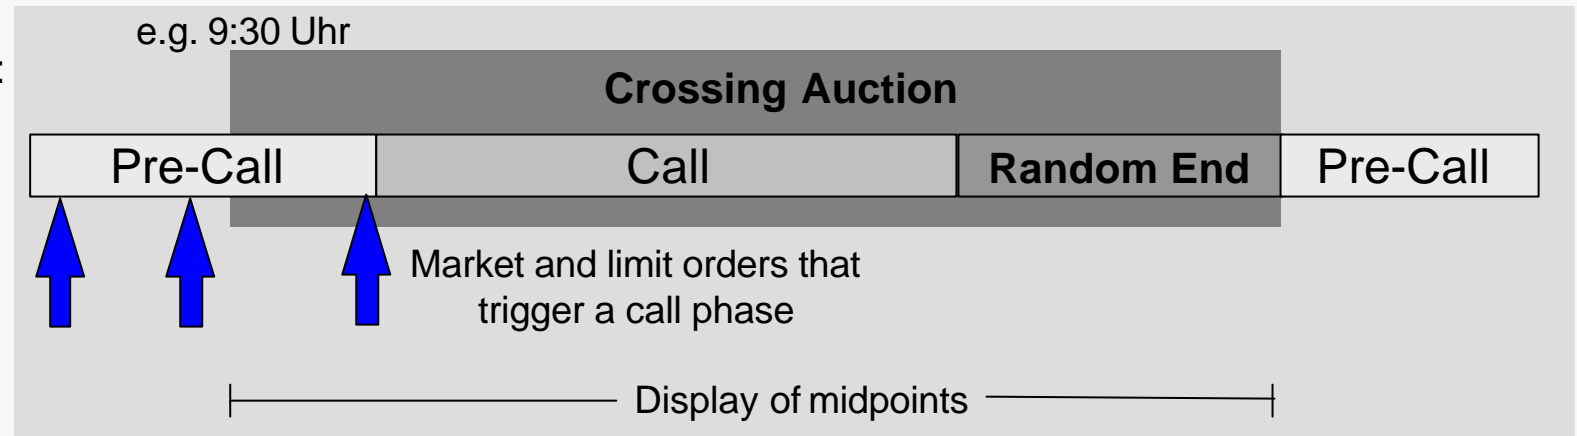 e.g. 9:30 Uhr
:
Crossing Auction
Pre-Call
Call
Random End
Pre-Call
Market and limit orders that
trigger a call phase
Display of midpoints